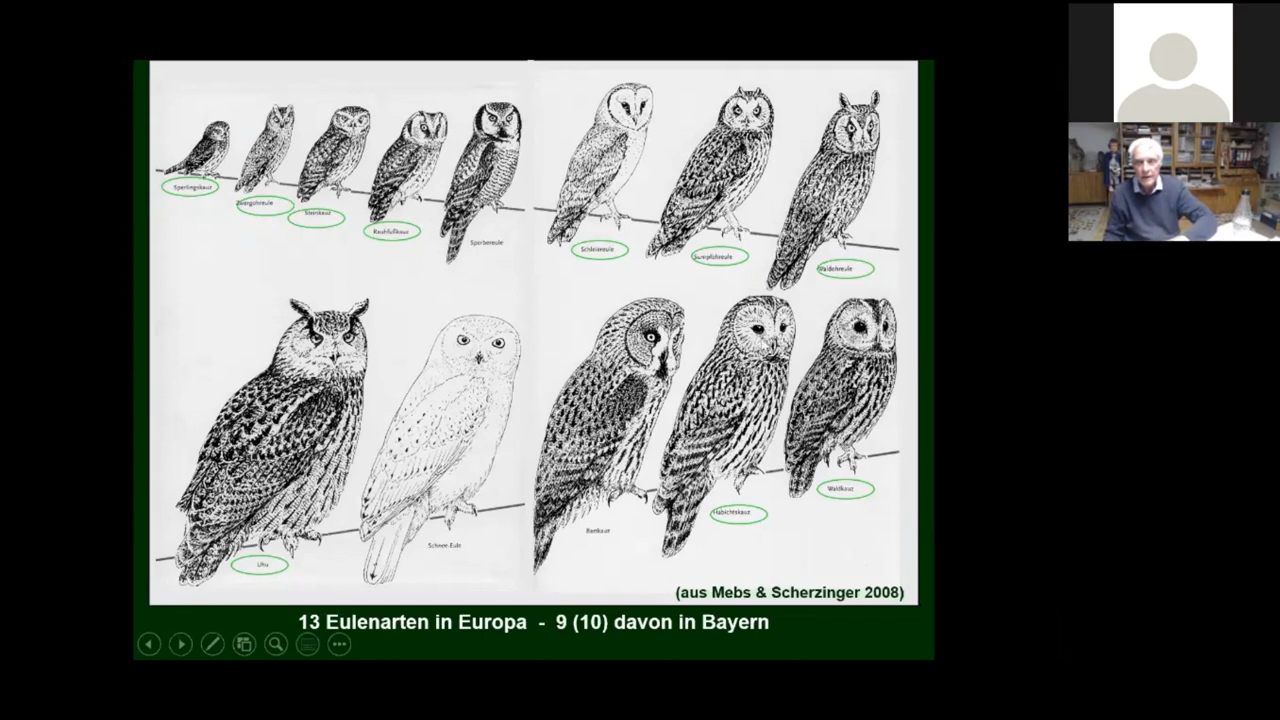 Sperlingskauz
Zwergohreule
Steinkauz
Rauhfußkauz
Sperbereule
Schleiereule
Sumpfohreule
Waldohreule
Uhu
Schnee-Eule
Bartkauz
Habichtskauz
Waldkauz
(aus Mebs & Scherzinger 2008)
13 Eulenarten in Europa - 9 (10) davon in Bayern